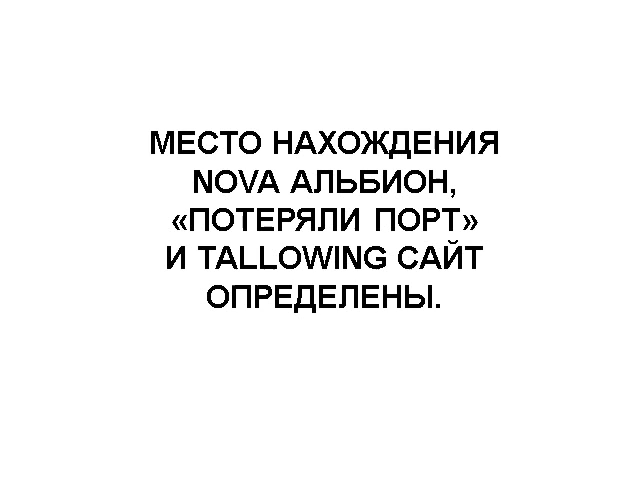 МЕСТО НАХОЖДЕНИЯ
NOVA АЛЬБИОН,
«ПОТЕРЯЛИ ПОРТ»
И TALLOWING САЙТ
ОПРЕДЕЛЕНЫ.